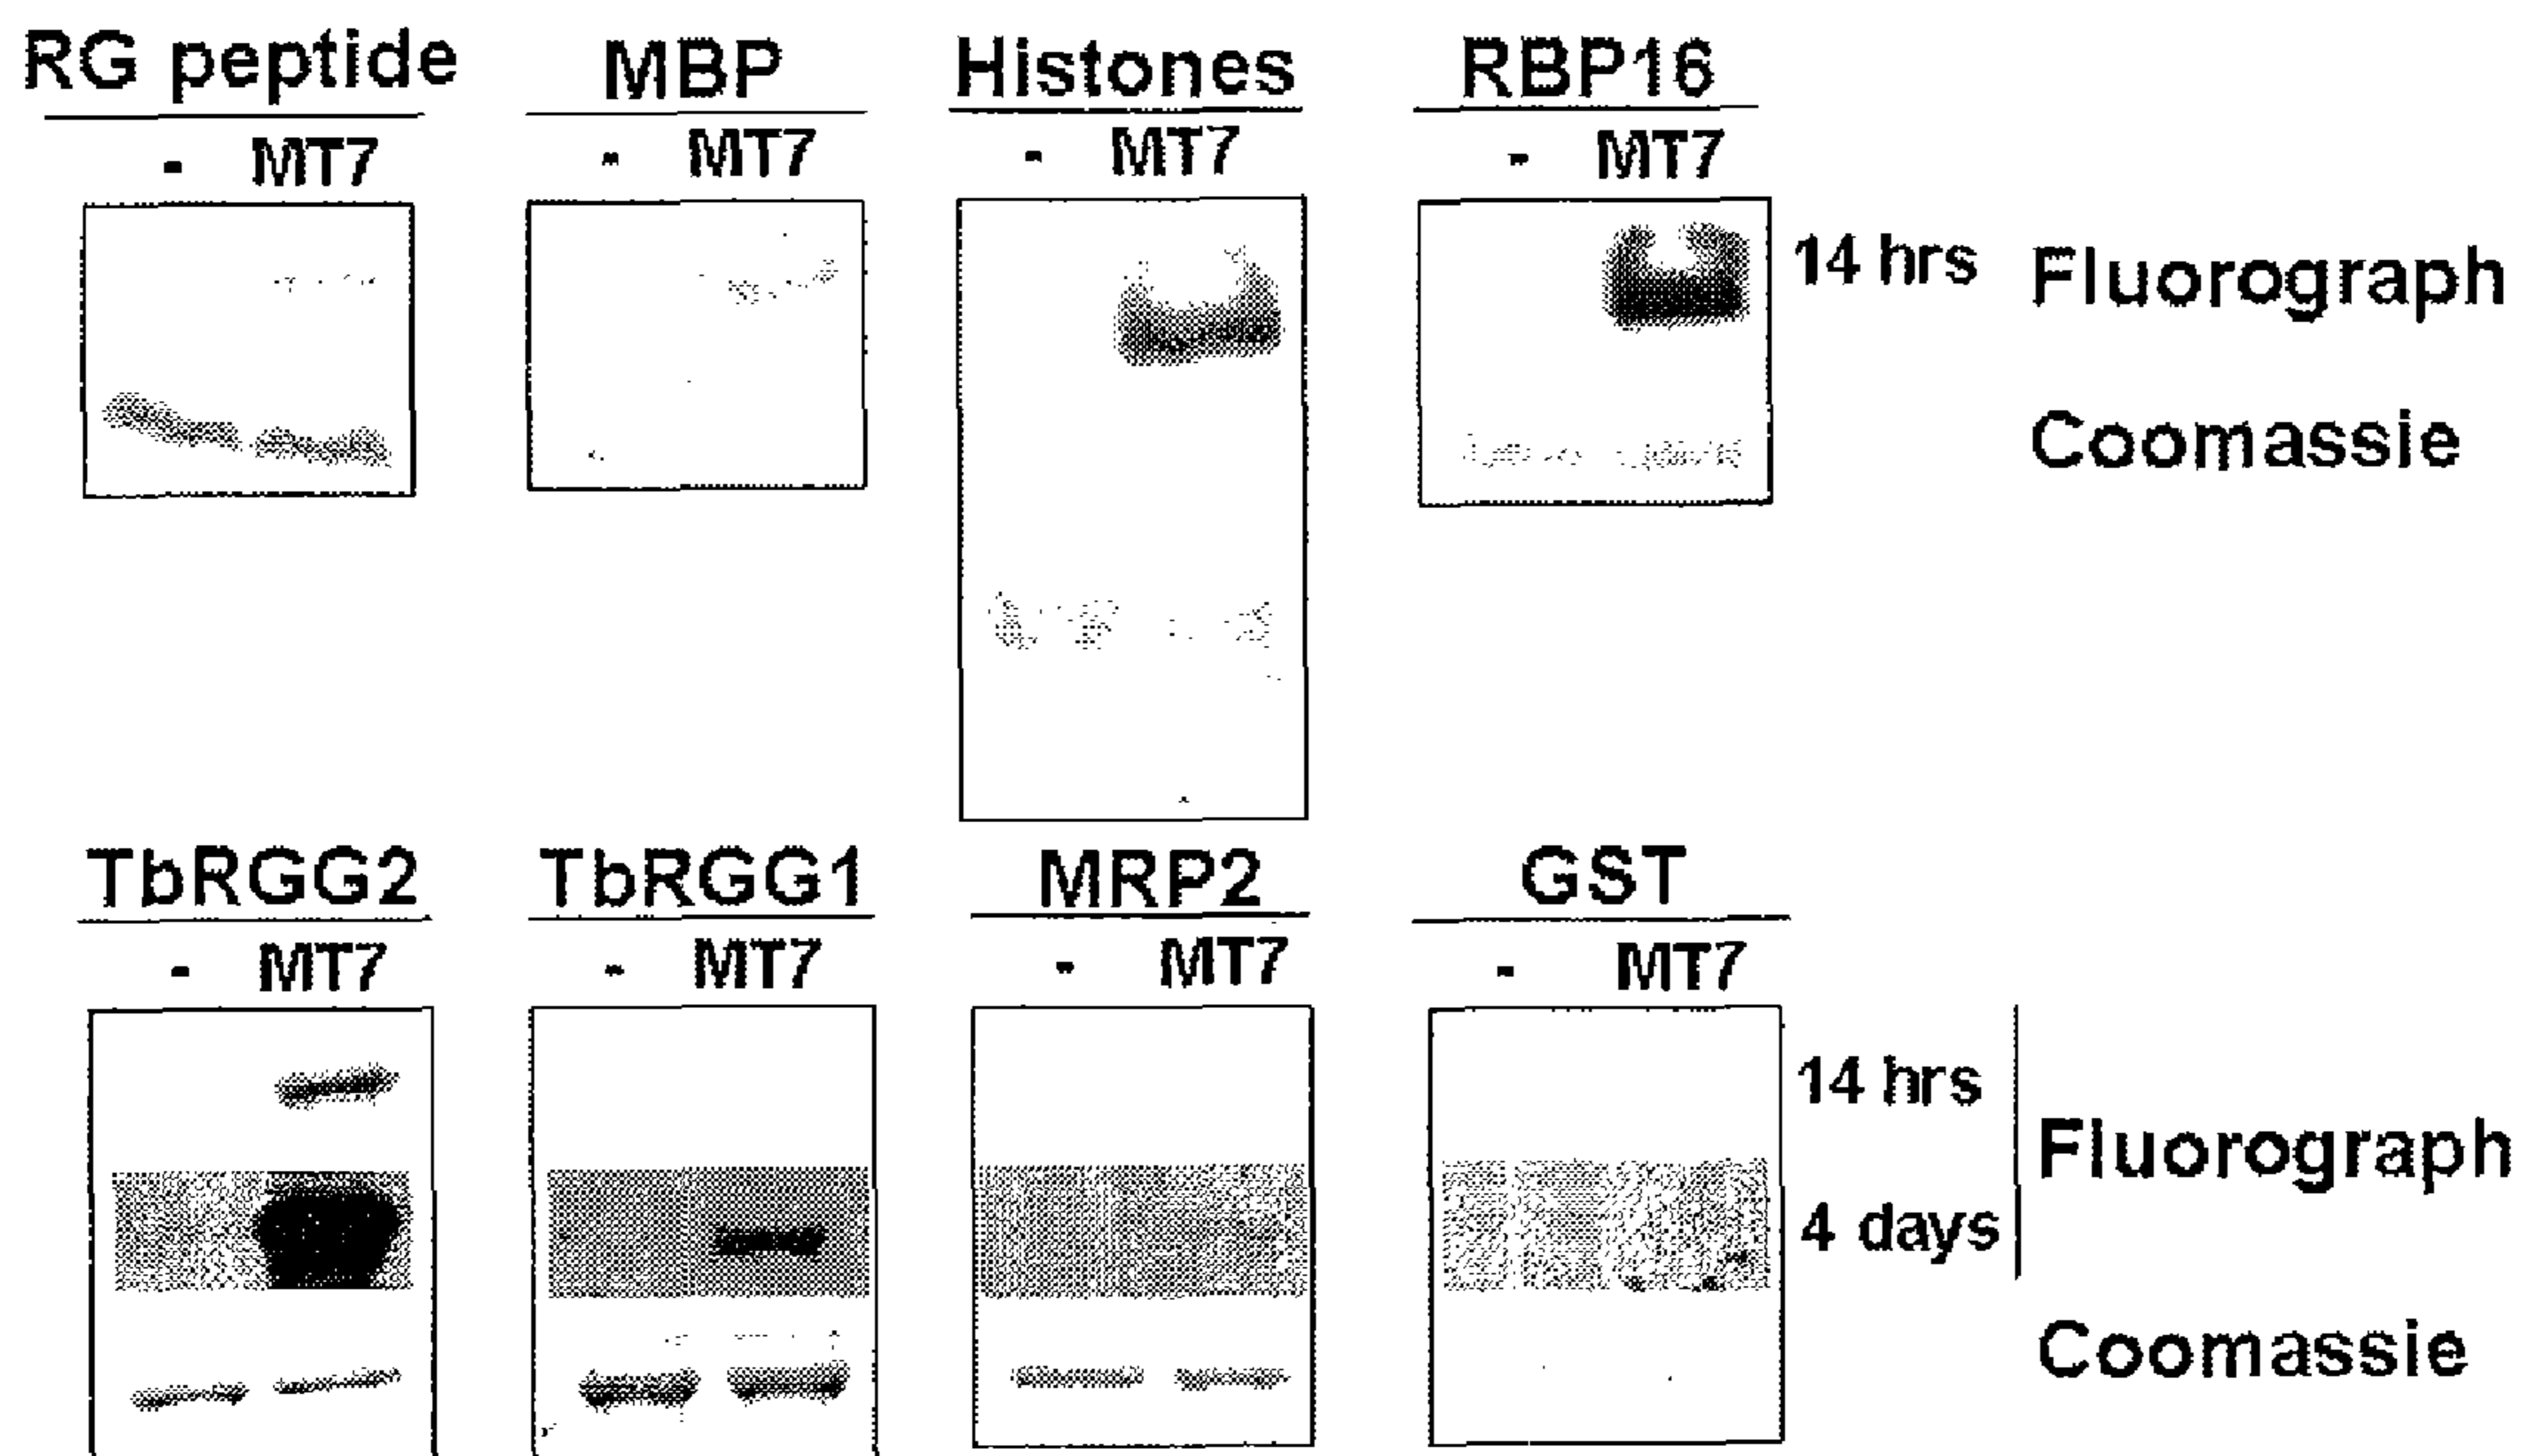 RG peptide MBP Histones RBP16
- MT7 - MT7 - MT7 - MT7
14 hrs Fluorograph
Coomassie
TbRGG2 TbRGG1 MRP2 GST
- MT7 - MT7 - MT7 - MT7
14 hrs
Fluorograph
4 days
Coomassie